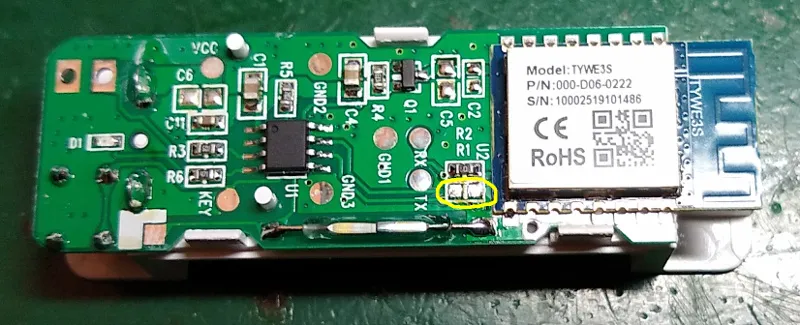 VCC
C6
C11
D1
R3
R6
KEY
C1
R5
U1
GND2
GND3
C4
R4
Q1
GND1
RX
TX
C5
C2
R2
R1
U2
Model:TYWE3S
P/N:000-D06-0222
S/N:10002519101486
CE
RoHS
TYWE3S